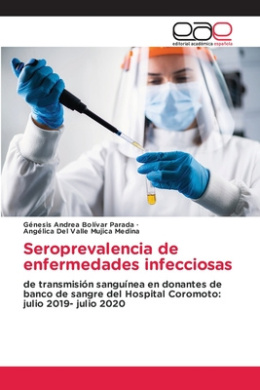 eae
editorial académica española
Génesis Andrea Bolívar Parada ·
Angélica Del Valle Mujica Medina
Seroprevalencia de
enfermedades infecciosas
de transmisión sanguínea en donantes de
banco de sangre del Hospital Coromoto:
julio 2019- julio 2020